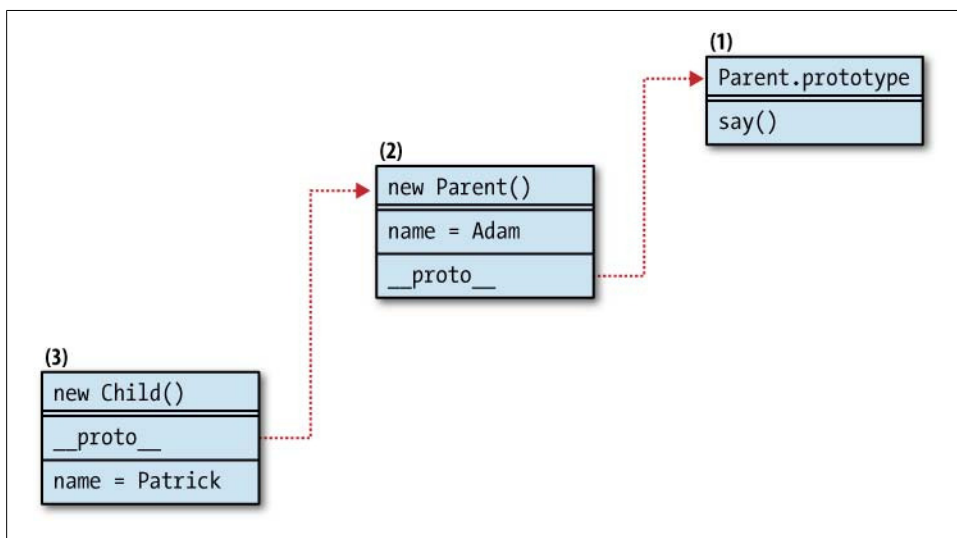 (1)
Parent.prototype
say()
(2)
new Parent()
name = Adam
__proto__
(3)
new Child()
__proto__
name = Patrick